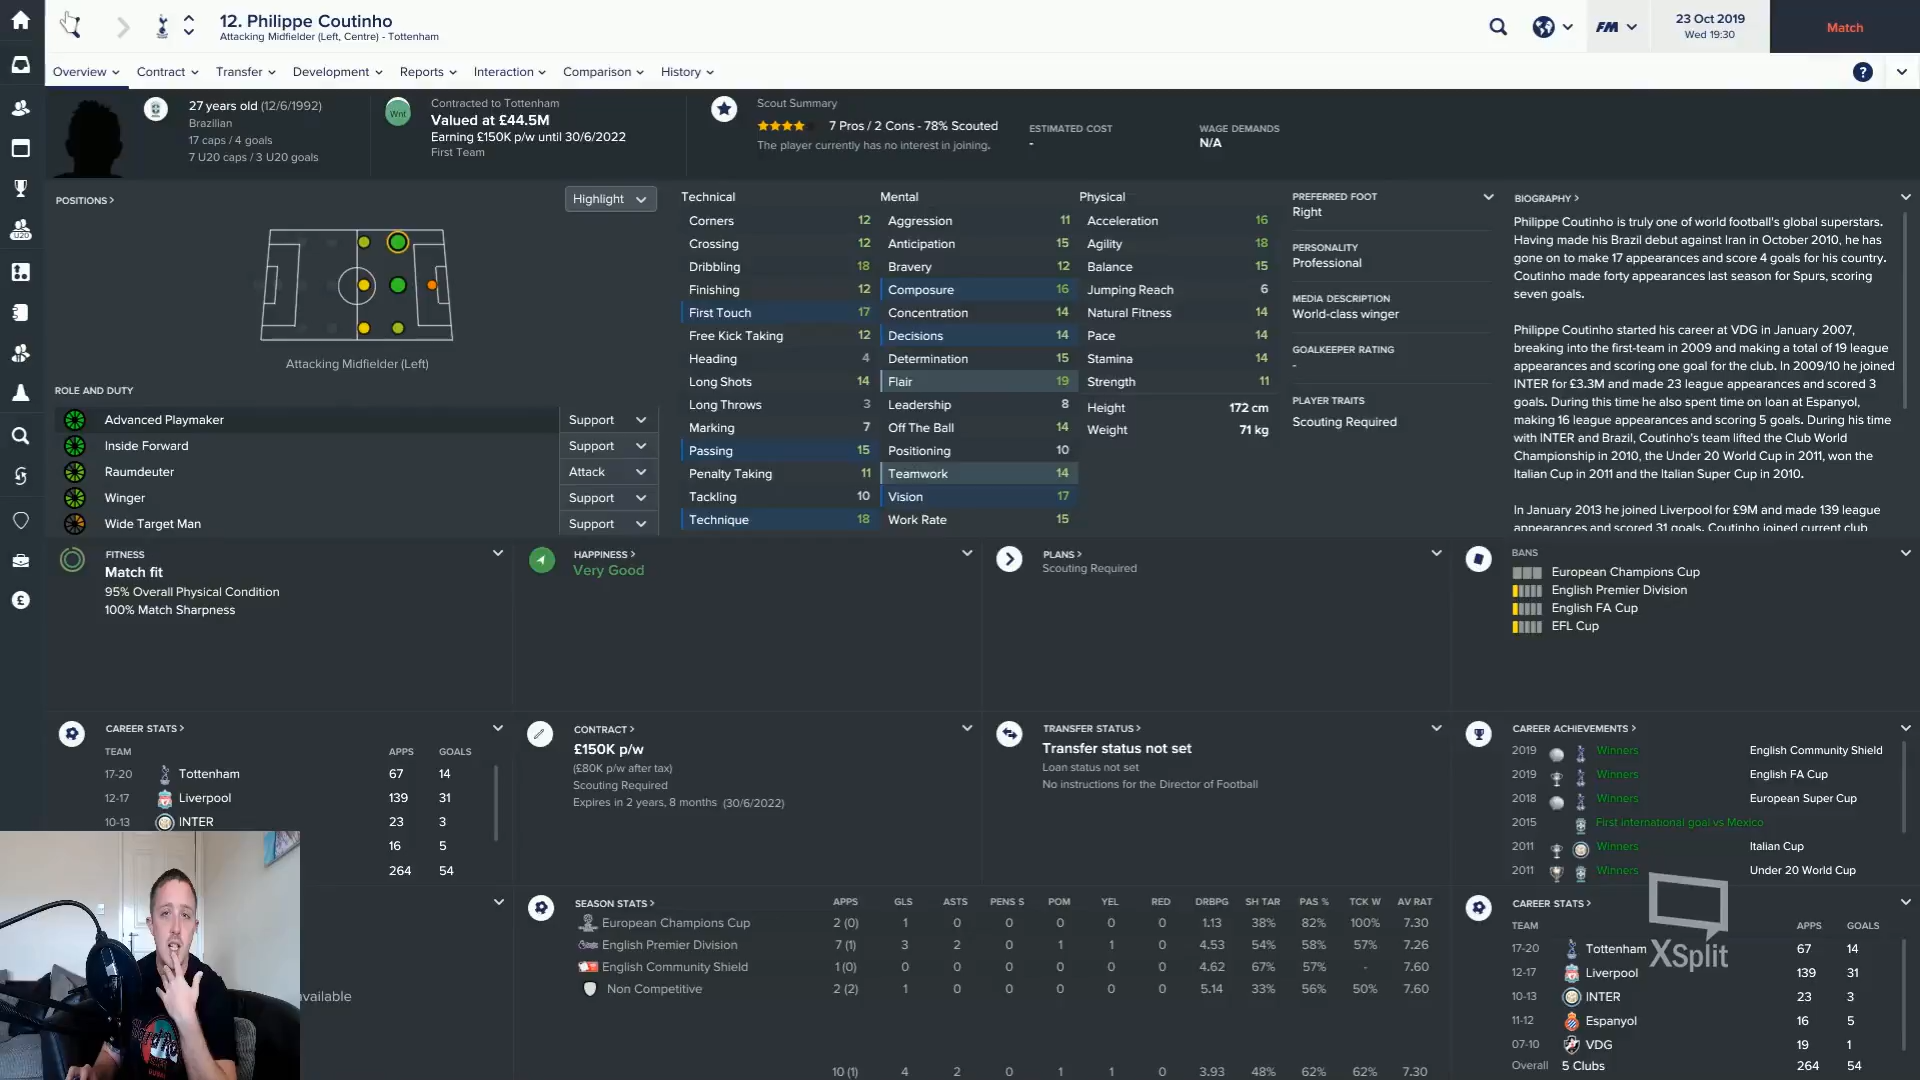 12. Philippe Coutinho
Attacking Midfielder (Left, Centre) - Tottenham
FM
23 Oct 2019
Wed 19:30
Match
Overview
Contract
Transfer
Development
Reports
Interaction
Comparison
History
?
27 years old (12/6/1992)
Brazilian
17 caps / 4 goals
7 U20 caps / 3 U20 goals
Wnt
Contracted to Tottenham
Valued at £44.5M
Earning £150K p/w until 30/6/2022
First Team
Scout Summary
7 Pros / 2 Cons - 78% Scouted
The player currently has no interest in joining.
ESTIMATED COST
-
WAGE DEMANDS
N/A
POSITIONS >
Highlight
Attacking Midfielder (Left)
ROLE AND DUTY
Advanced Playmaker Support
Inside Forward Support
Raumdeuter Attack
Winger Support
Wide Target Man Support
Technical
Corners 12
Crossing 12
Dribbling 18
Finishing 12
First Touch 17
Free Kick Taking 12
Heading 4
Long Shots 14
Long Throws 3
Marking 7
Passing 15
Penalty Taking 11
Tackling 10
Technique 18
Mental
Aggression 11
Anticipation 15
Bravery 12
Composure 16
Concentration 14
Decisions 14
Determination 15
Flair 19
Leadership 8
Off The Ball 14
Positioning 10
Teamwork 14
Vision 17
Work Rate 15
Physical
Acceleration 16
Agility 18
Balance 15
Jumping Reach 6
Natural Fitness 14
Pace 14
Stamina 14
Strength 11
Height 172 cm
Weight 71 kg
PREFERRED FOOT
Right
PERSONALITY
Professional
MEDIA DESCRIPTION
World-class winger
GOALKEEPER RATING
-
PLAYER TRAITS
Scouting Required
BIOGRAPHY >
Philippe Coutinho is truly one of world football's global superstars.
Having made his Brazil debut against Iran in October 2010, he has
gone on to make 17 appearances and score 4 goals for his country.
Coutinho made forty appearances last season for Spurs, scoring
seven goals.
Philippe Coutinho started his career at VDG in January 2007,
breaking into the first-team in 2009 and making a total of 19 league
appearances and scoring one goal for the club. In 2009/10 he joined
INTER for £3.3M and made 23 league appearances and scored 3
goals. During this time he also spent time on loan at Espanyol,
making 16 league appearances and scoring 5 goals. During his time
with INTER and Brazil, Coutinho's team lifted the Club World
Championship in 2010, the Under 20 World Cup in 2011, won the
Italian Cup in 2011 and the Italian Super Cup in 2010.
In January 2013 he joined Liverpool for £9M and made 139 league
appearances and scored 31 goals. Coutinho joined current club
FITNESS
Match fit
95% Overall Physical Condition
100% Match Sharpness
HAPPINESS >
Very Good
PLANS >
Scouting Required
BANS
European Champions Cup
English Premier Division
English FA Cup
EFL Cup
CAREER STATS >
TEAM APPS GOALS
17-20 Tottenham 67 14
12-17 Liverpool 139 31
10-13 INTER 23 3
16 5
264 54
CONTRACT >
£150K p/w
(£80K p/w after tax)
Scouting Required
Expires in 2 years, 8 months (30/6/2022)
TRANSFER STATUS >
Transfer status not set
Loan status not set
No instructions for the Director of Football
CAREER ACHIEVEMENTS >
2019 Winners English Community Shield
2019 Winners English FA Cup
2018 Winners European Super Cup
2015 First international goal vs Mexico
2011 Winners Italian Cup
2011 Winners Under 20 World Cup
XSplit
vailable
SEASON STATS > APPS GLS ASTS PENS S POM YEL RED DRBPG SH TAR PAS % TCK W AV RAT
European Champions Cup 2 (0) 1 0 0 0 0 0 1.13 38% 82% 100% 7.30
English Premier Division 7 (1) 3 2 0 1 1 0 4.53 54% 58% 57% 7.26
English Community Shield 1 (0) 0 0 0 0 0 0 4.62 67% 57% - 7.60
Non Competitive 2 (2) 1 0 0 0 0 0 5.14 33% 56% 50% 7.60
10 (1) 4 2 0 1 1 0 3.93 48% 62% 62% 7.30
CAREER STATS >
TEAM APPS GOALS
17-20 Tottenham 67 14
12-17 Liverpool 139 31
10-13 INTER 23 3
11-12 Espanyol 16 5
07-10 VDG 19 1
Overall 5 Clubs 264 54